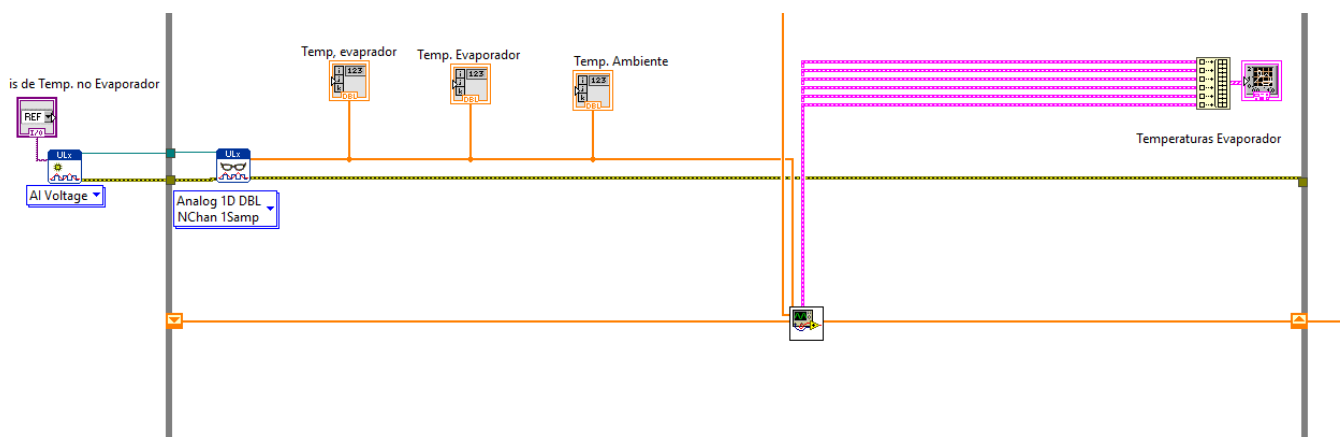 Temp, evaprador
Temp. Evaporador
Temp. Ambiente
is de Temp. no Evaporador
123
123
123
DBL
DBL
DBL
REF
I/O
ULx
ULx
Temperaturas Evaporador
AI Voltage
Analog 1D DBL
NChan 1Samp